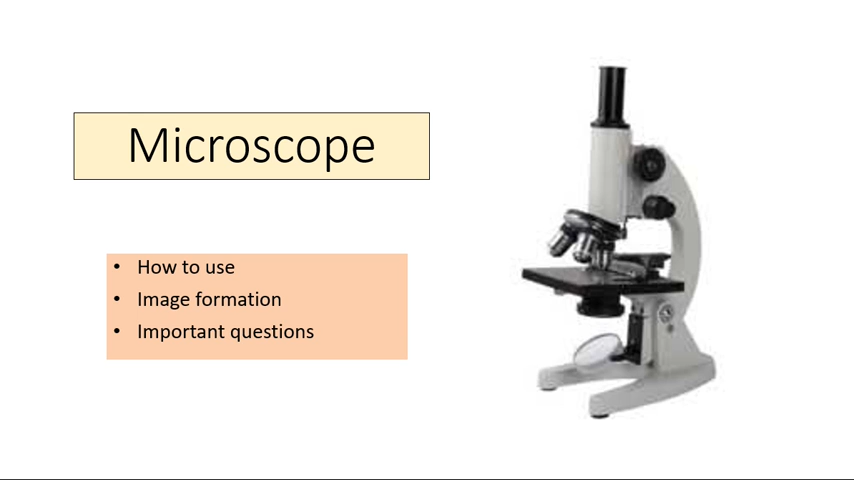 Microscope
• How to use
• Image formation
• Important questions